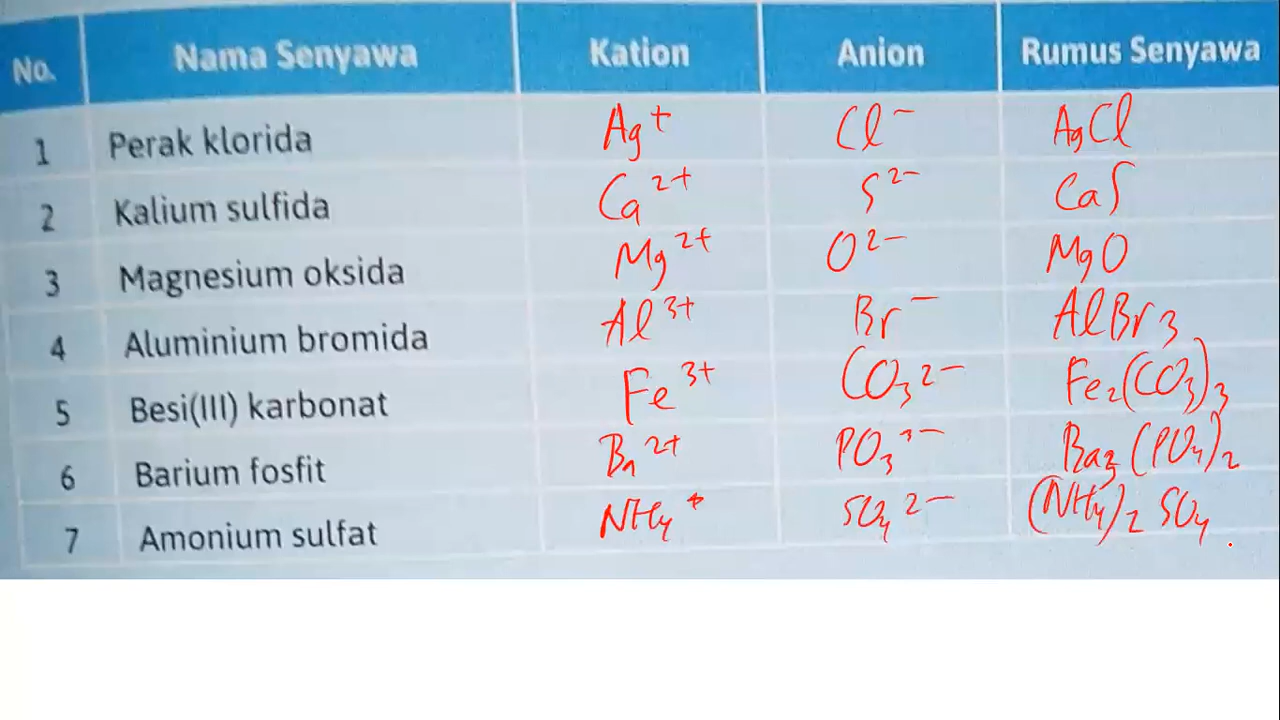 No. Nama Senyawa Kation Anion Rumus Senyawa
1 Perak klorida Ag+ Cl- AgCl
2 Kalium sulfida Ca2+ S2- CaS
3 Magnesium oksida Mg2+ O2- MgO
4 Aluminium bromida Al3+ Br- AlBr3
5 Besi(III) karbonat Fe3+ CO32- Fe2(CO3)3
6 Barium fosfit Ba2+ PO33- Ba3(PO4)2
7 Amonium sulfat NH4+ SO42- (NH4)2 SO4